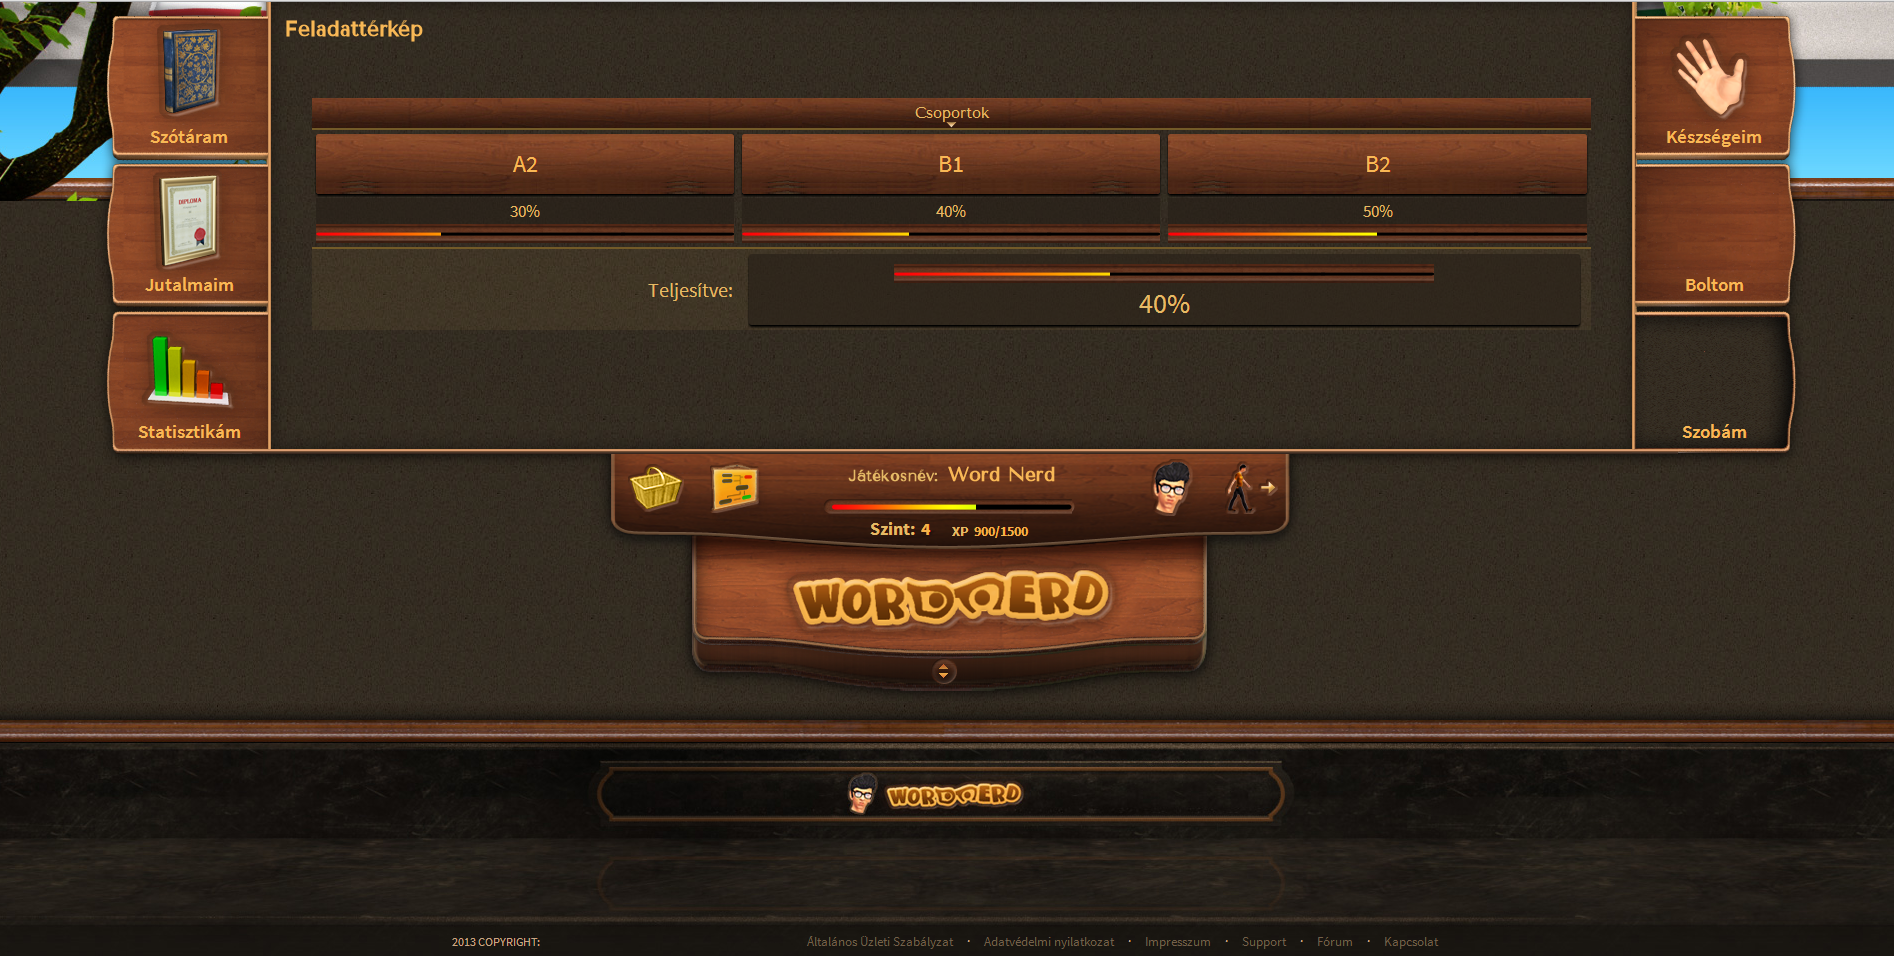 Feladattérkép
Szótáram
Jutalmaim
DIPLOMA
Statisztikám
Csoportok
A2 B1 B2
30% 40% 50%
Teljesítve:
40%
Készségeim
Boltom
Szobám
Játékosnév: Word Nerd
Szint: 4 XP 900/1500
WORDNERD
WORDNERD
2013 COPYRIGHT:
Általános Üzleti Szabályzat · Adatvédelmi nyilatkozat · Impresszum · Support · Fórum · Kapcsolat